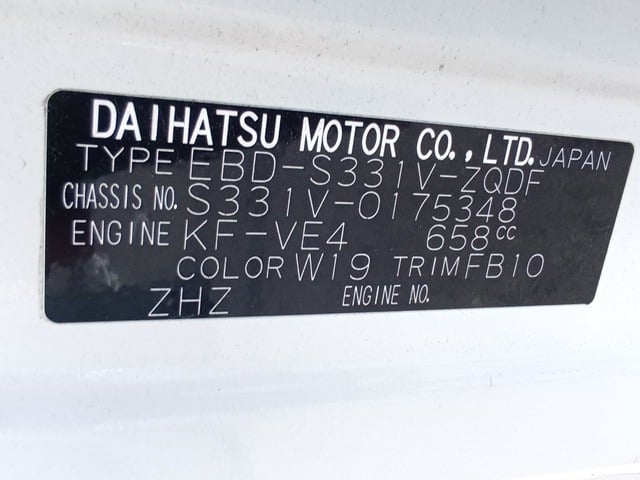 DAIHATSU MOTOR CO., LTD. JAPAN
TYPE EBD-S331V-ZQDF
CHASSIS NO. S331V-0175348
ENGINE KF-VE4 658cc
COLOR W19 TRIM FB10
ZHZ ENGINE NO.